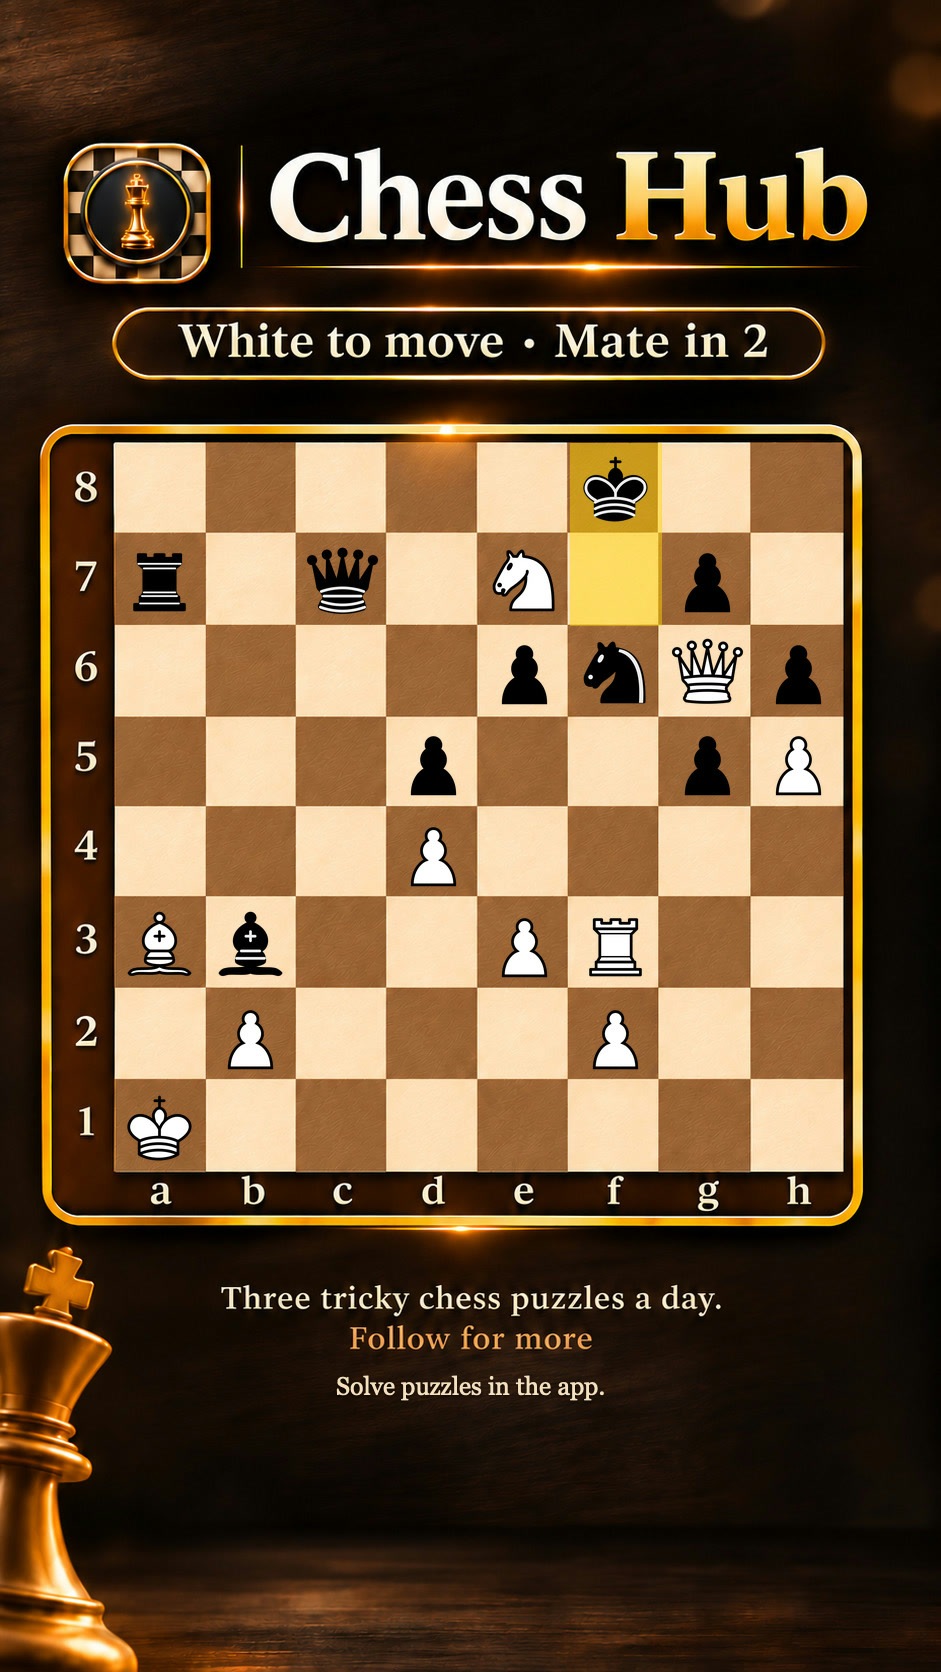 Chess Hub
White to move • Mate in 2
8
7
6
5
4
3
2
1
a b c d e f g h
Three tricky chess puzzles a day.
Follow for more
Solve puzzles in the app.